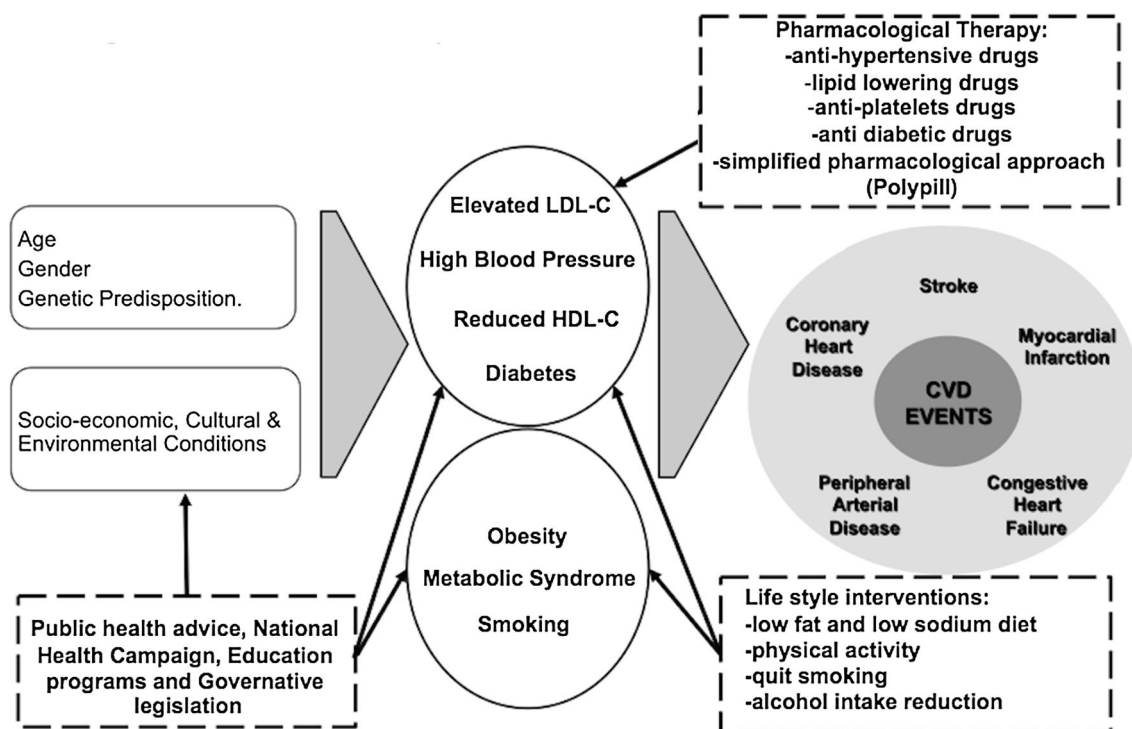 Pharmacological Therapy:
-anti-hypertensive drugs
-lipid lowering drugs
-anti-platelets drugs
-anti diabetic drugs
-simplified pharmacological approach
(Polypill)
Age
Gender
Genetic Predisposition.
Socio-economic, Cultural &
Environmental Conditions
Elevated LDL-C
High Blood Pressure
Reduced HDL-C
Diabetes
Obesity
Metabolic Syndrome
Smoking
Stroke
Coronary
Heart
Disease
Myocardial
Infarction
CVD
EVENTS
Peripheral
Arterial
Disease
Congestive
Heart
Failure
Public health advice, National
Health Campaign, Education
programs and Governative
legislation
Life style interventions:
-low fat and low sodium diet
-physical activity
-quit smoking
-alcohol intake reduction